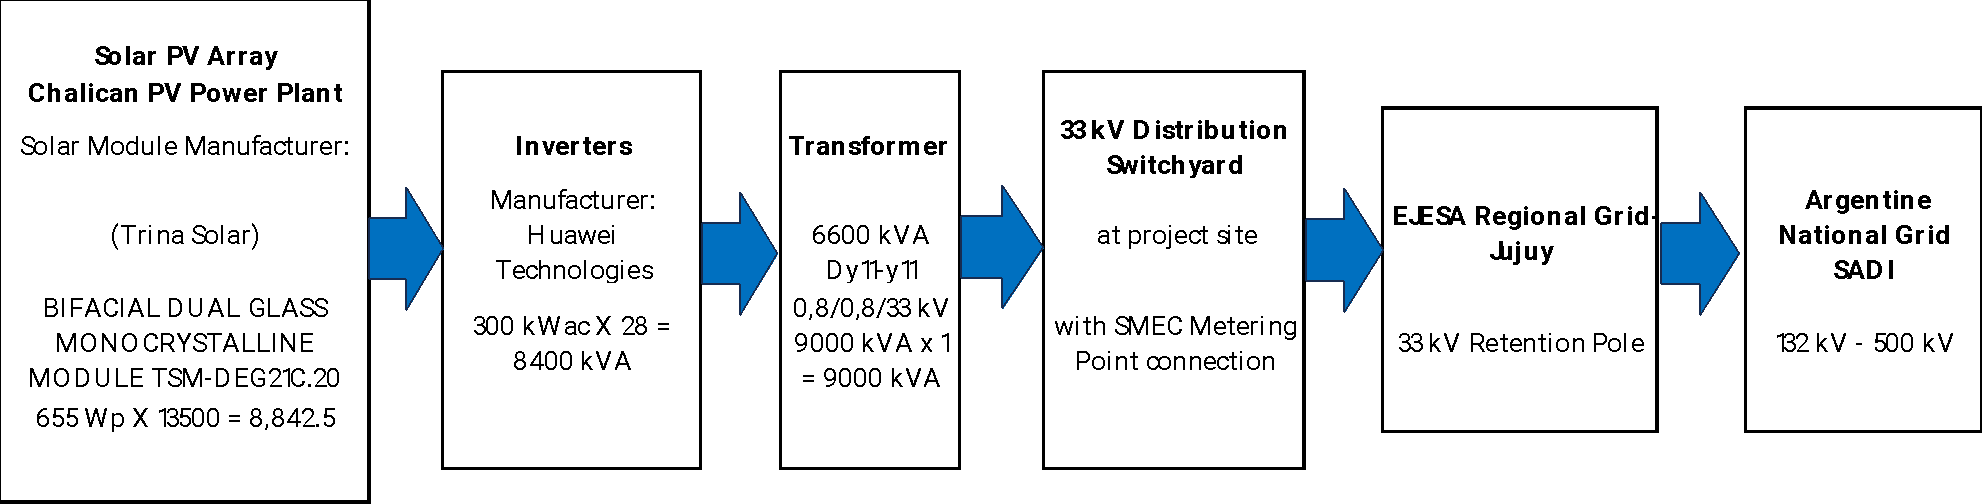 Solar PV Array
Chalican PV Power Plant
Solar Module Manufacturer:
(Trina Solar)
BIFACIAL DUAL GLASS
MONOCRYSTALLINE
MODULE TSM-DEG21C.20
655 Wp X 13500 = 8,842.5
Inverters
Manufacturer:
Huawei
Technologies
300 kWac X 28 =
8400 kVA
Transformer
6600 kVA
Dy11-y11
0,8/0,8/33 kV
9000 kVA x 1
= 9000 kVA
33 kV Distribution
Switchyard
at project site
with SMEC Metering
Point connection
EJESA Regional Grid-
Jujuy
33 kV Retention Pole
Argentine
National Grid
SADI
132 kV - 500 kV